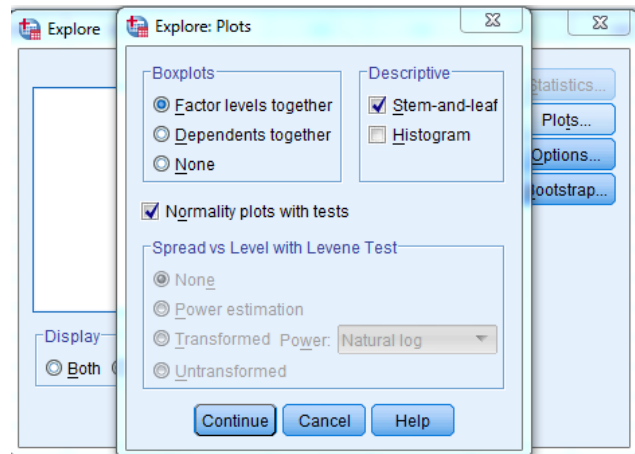 Explore
Explore: Plots
Boxplots
Factor levels together
Dependents together
None
Descriptive
Stem-and-leaf
Histogram
Normality plots with tests
Spread vs Level with Levene Test
None
Power estimation
Transformed Power: Natural log
Untransformed
Continue Cancel Help
Statistics...
Plots...
Options...
Bootstrap...
Display
Both